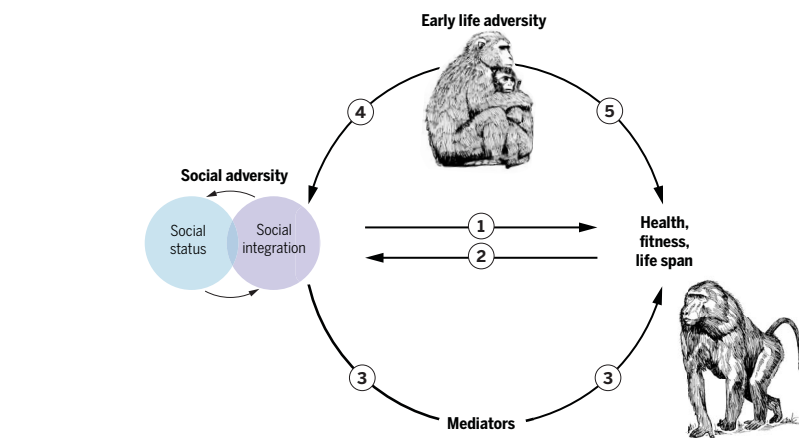 Early life adversity
4
5
Social adversity
Social
status
Social
integration
1
2
Health,
fitness,
life span
3
3
Mediators